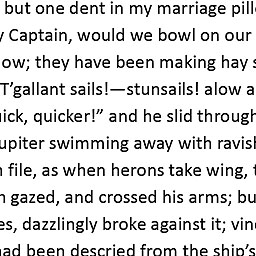 but one dent in my marriage pill
Captain, would we bowl on our
ow; they have been making hay
T’gallant sails!—stunsails! alow a
ick, quicker!” and he slid through
upiter swimming away with ravish
file, as when herons take wing,
gazed, and crossed his arms; bu
es, dazzlingly broke against it; vin
had been descried from the ship’s